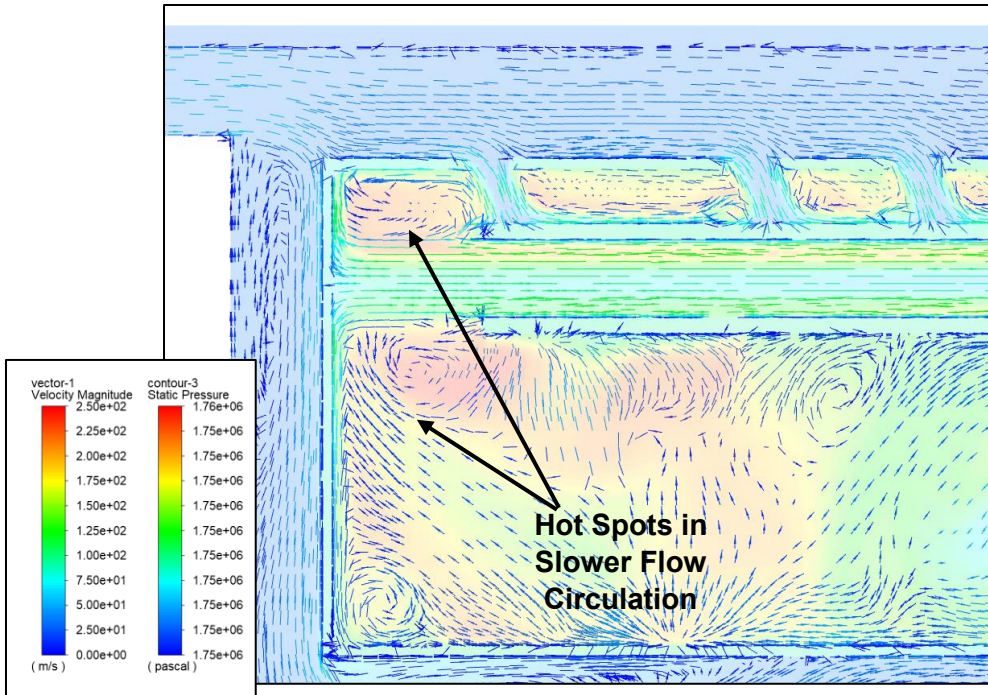 Hot Spots in
Slower Flow
Circulation
vector-1
Velocity Magnitude
2.50e+02
2.25e+02
2.00e+02
1.75e+02
1.50e+02
1.25e+02
1.00e+02
7.50e+01
5.00e+01
2.50e+01
0.00e+00
( m/s )
contour-3
Static Pressure
1.76e+06
1.75e+06
1.75e+06
1.75e+06
1.75e+06
1.75e+06
1.75e+06
1.75e+06
1.75e+06
1.75e+06
1.75e+06
( pascal )